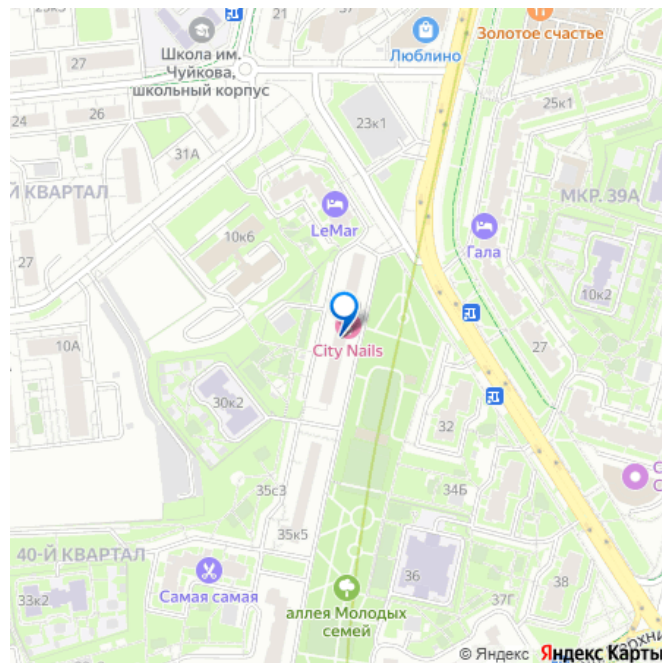 21
37
Золотое счастье
Школа им.
Чуйкова,
школьный корпус
Люблино
27
24
26
25к1
23к1
31А
Й КВАРТАЛ
МКР. 39А
LeMar
10к6
Гала
27
10к2
City Nails
27
10А
30к2
32
35с3
34Б
35к5
40-Й КВАРТАЛ
Самая самая
36
38
33к2
37Г
аллея Молодых
семей
© Яндекс Яндекс Карты